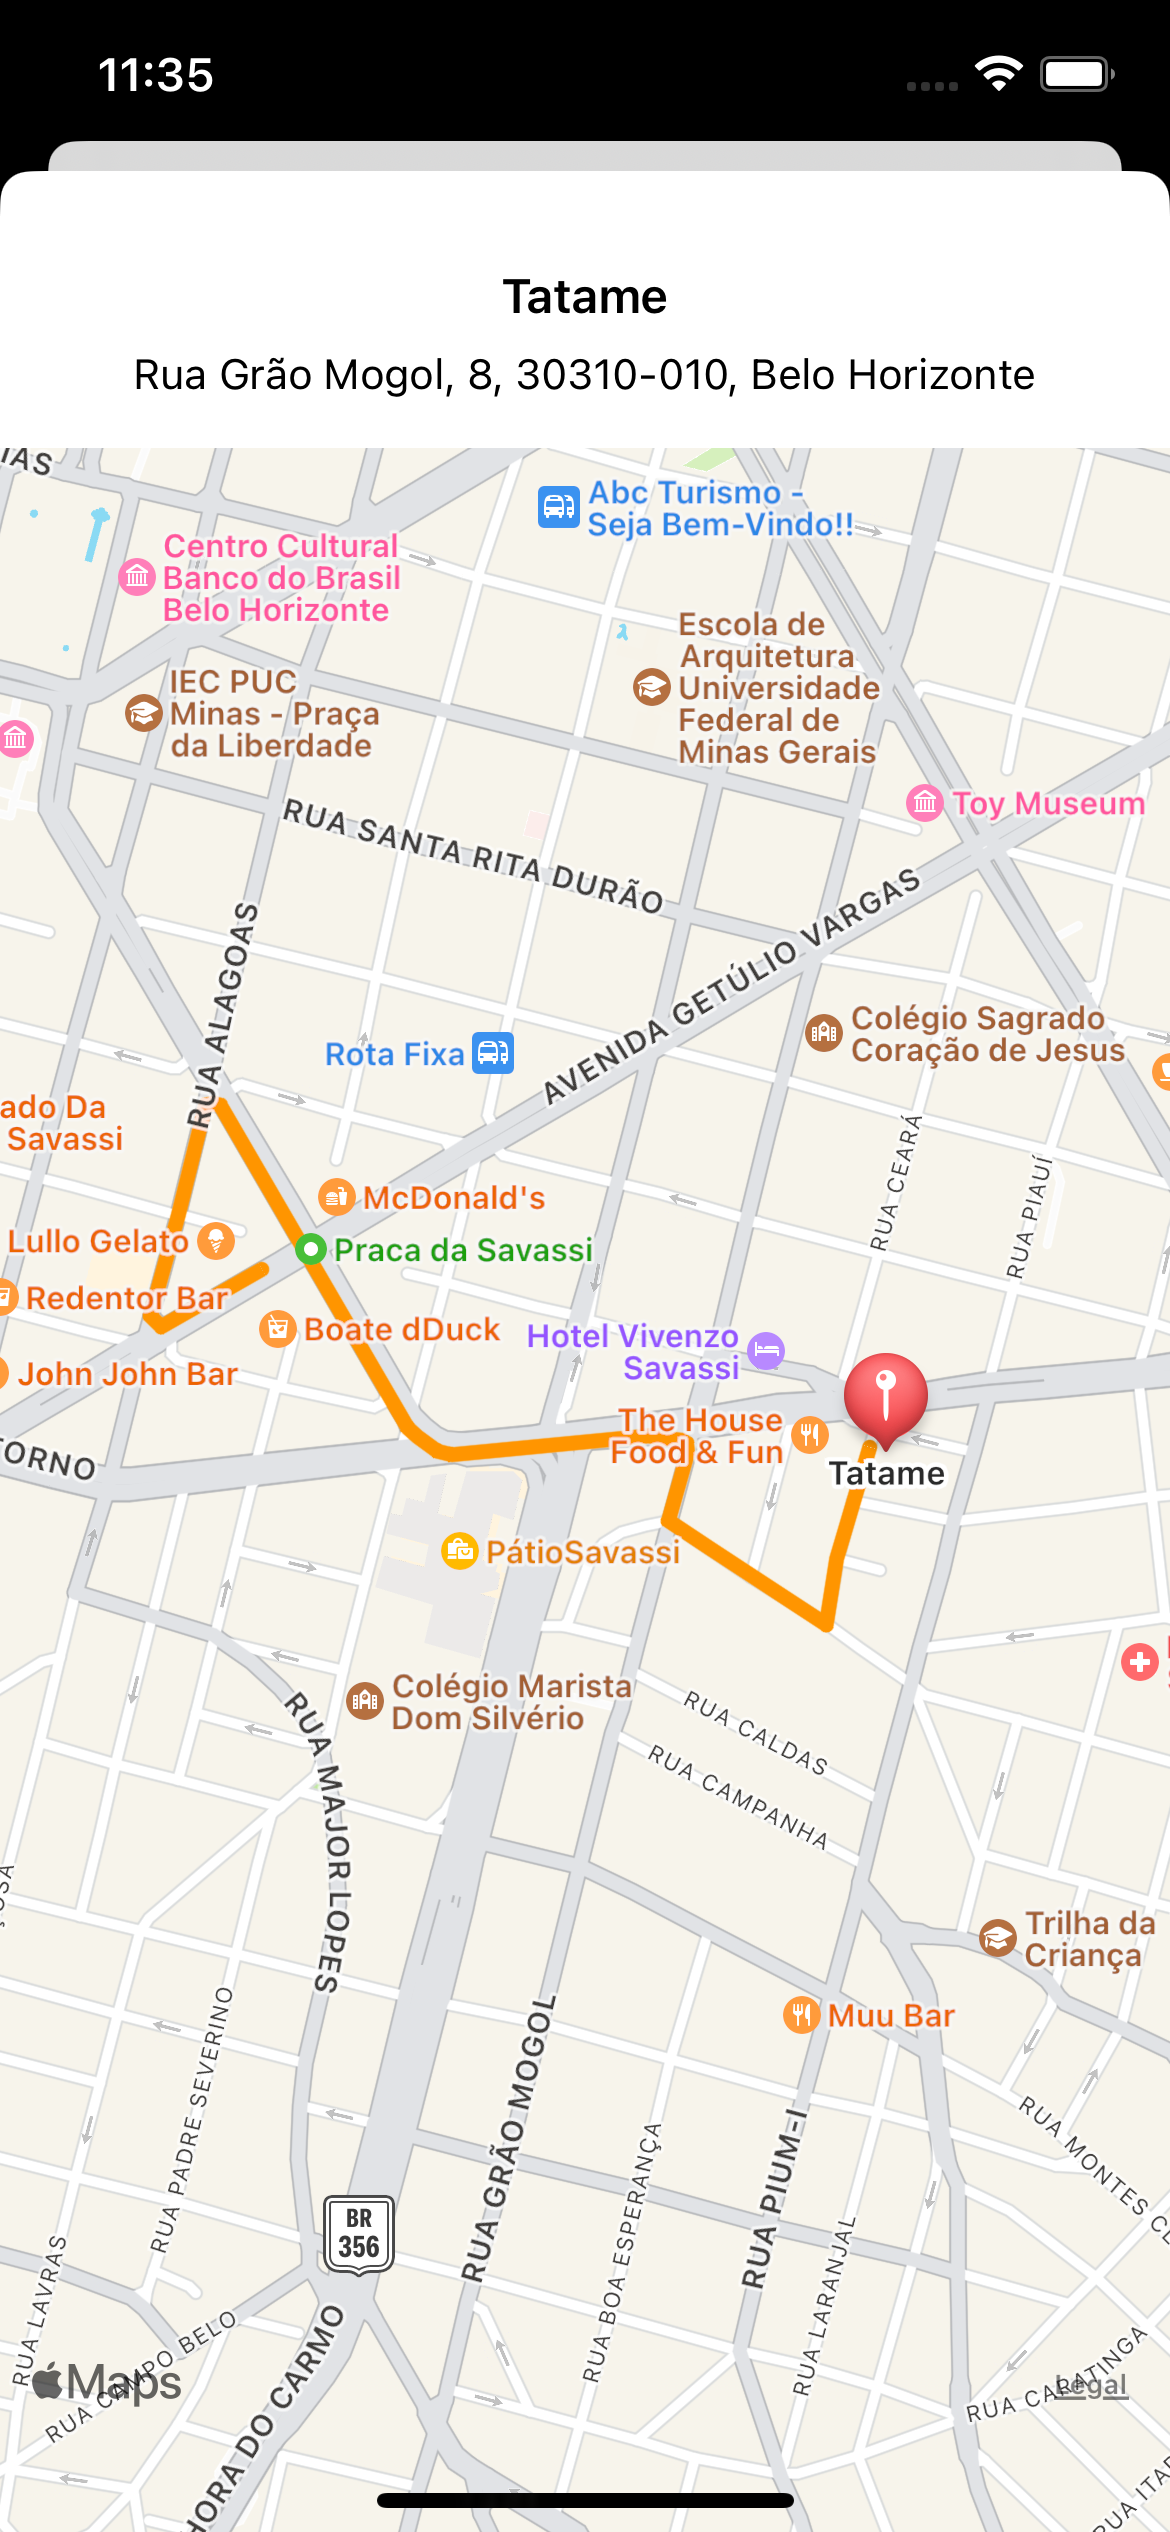 11:35
Tatame
Rua Grão Mogol, 8, 30310-010, Belo Horizonte
Abc Turismo -
Seja Bem-Vindo!!
Centro Cultural
Banco do Brasil
Belo Horizonte
Escola de
Arquitetura
Universidade
Federal de
Minas Gerais
IEC PUC
Minas - Praça
da Liberdade
Toy Museum
RUA SANTA RITA DURÃO
AVENIDA GETÚLIO VARGAS
RUA ALAGOAS
Colégio Sagrado
Coração de Jesus
Rota Fixa
ado Da
Savassi
RUA CEARÁ
RUA PIAUÍ
McDonald's
Lullo Gelato
Praca da Savassi
Redentor Bar
Boate dDuck
Hotel Vivenzo
Savassi
John John Bar
The House
Food & Fun
TORNO
Tatame
PátioSavassi
Colégio Marista
Dom Silvério
RUA CALDAS
RUA CAMPANHA
RUA MAJOR LOPES
Trilha da
Criança
Muu Bar
RUA PADRE SEVERINO
RUA GRÃO MOGOL
RUA BOA ESPERANÇA
RUA PIUM-I
RUA MONTES CL
BR
356
RUA LARANJAL
RUA LAVRAS
RUA CAMPO BELO
HORA DO CARMO
RUA CARATINGA
Maps
Legal
RUA ITA